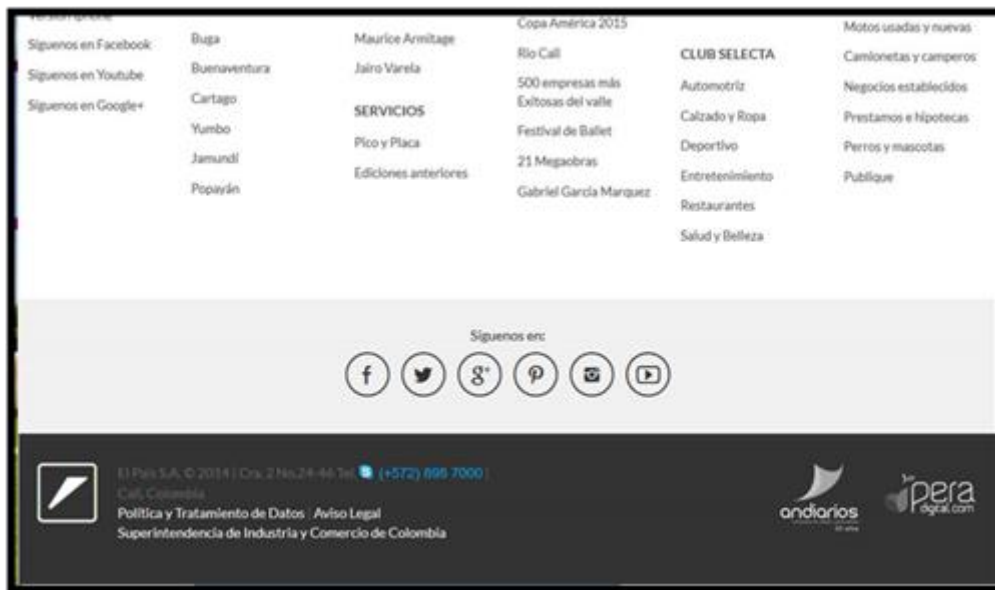 Versión Iphone
Síguenos en Facebook
Síguenos en Youtube
Síguenos en Google+
Buga
Buenaventura
Cartago
Yumbo
Jamundí
Popayán
Maurice Armitage
Jairo Varela
SERVICIOS
Pico y Placa
Ediciones anteriores
Copa América 2015
Rio Cali
500 empresas más
Exitosas del valle
Festival de Ballet
21 Megaobras
Gabriel García Marquez
CLUB SELECTA
Automotriz
Calzado y Ropa
Deportivo
Entretenimiento
Restaurantes
Salud y Belleza
Motos usadas y nuevas
Camionetas y camperos
Negocios establecidos
Prestamos e hipotecas
Perros y mascotas
Publique
Síguenos en:
El País S.A. © 2014 | Cra. 2 No.24-46 Tel. (+572) 898 7000 |
Cali, Colombia
Política y Tratamiento de Datos Aviso Legal
Superintendencia de Industria y Comercio de Colombia
andiarios
pera
digital.com